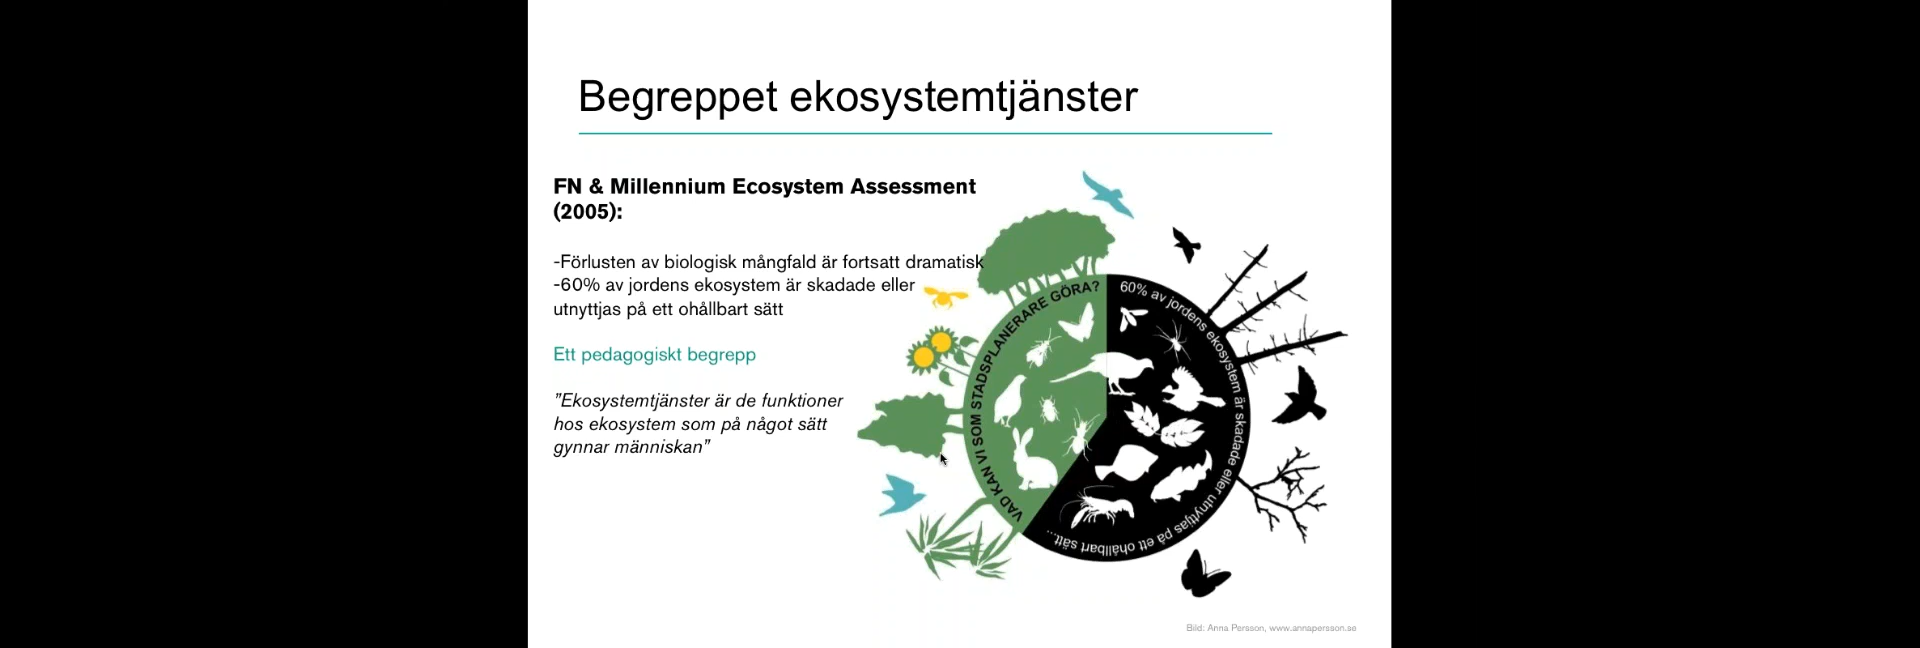 Begreppet ekosystemtjänster
FN & Millennium Ecosystem Assessment
(2005):
-Förlusten av biologisk mångfald är fortsatt dramatisk
-60% av jordens ekosystem är skadade eller
utnyttjas på ett ohållbart sätt
Ett pedagogiskt begrepp
”Ekosystemtjänster är de funktioner
hos ekosystem som på något sätt
gynnar människan”
VAD KAN VI SOM STADSPLANERARE GÖRA?
60% av jordens ekosystem är skadade eller utnyttjas på ett ohållbart sätt...
Bild: Anna Persson, www.annapersson.se